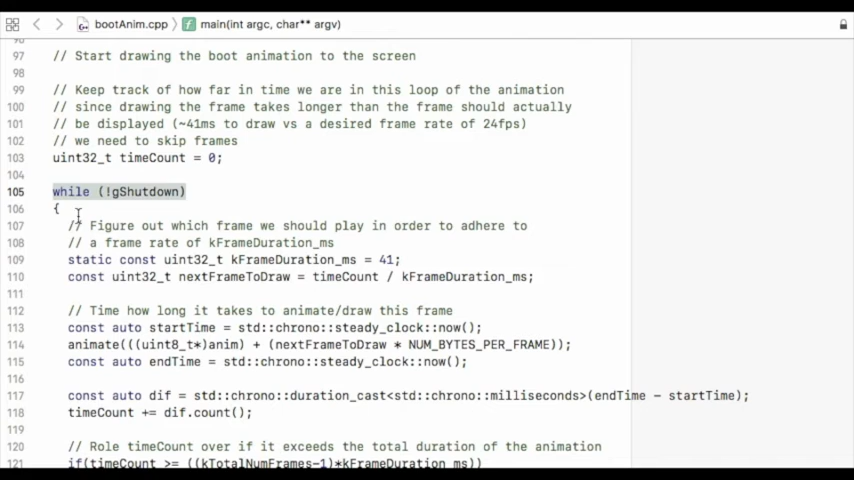 bootAnim.cpp
main(int argc, char** argv)
97 // Start drawing the boot animation to the screen
98
99 // Keep track of how far in time we are in this loop of the animation
100 // since drawing the frame takes longer than the frame should actually
101 // be displayed (~41ms to draw vs a desired frame rate of 24fps)
102 // we need to skip frames
103 uint32_t timeCount = 0;
104
105 while (!gShutdown)
106 {
107 // Figure out which frame we should play in order to adhere to
108 // a frame rate of kFrameDuration_ms
109 static const uint32_t kFrameDuration_ms = 41;
110 const uint32_t nextFrameToDraw = timeCount / kFrameDuration_ms;
111
112 // Time how long it takes to animate/draw this frame
113 const auto startTime = std::chrono::steady_clock::now();
114 animate(((uint8_t*)anim) + (nextFrameToDraw * NUM_BYTES_PER_FRAME));
115 const auto endTime = std::chrono::steady_clock::now();
116
117 const auto dif = std::chrono::duration_cast<std::chrono::milliseconds>(endTime - startTime);
118 timeCount += dif.count();
119
120 // Role timeCount over if it exceeds the total duration of the animation
121 if(timeCount >= ((kTotalNumFrames-1)*kFrameDuration_ms))